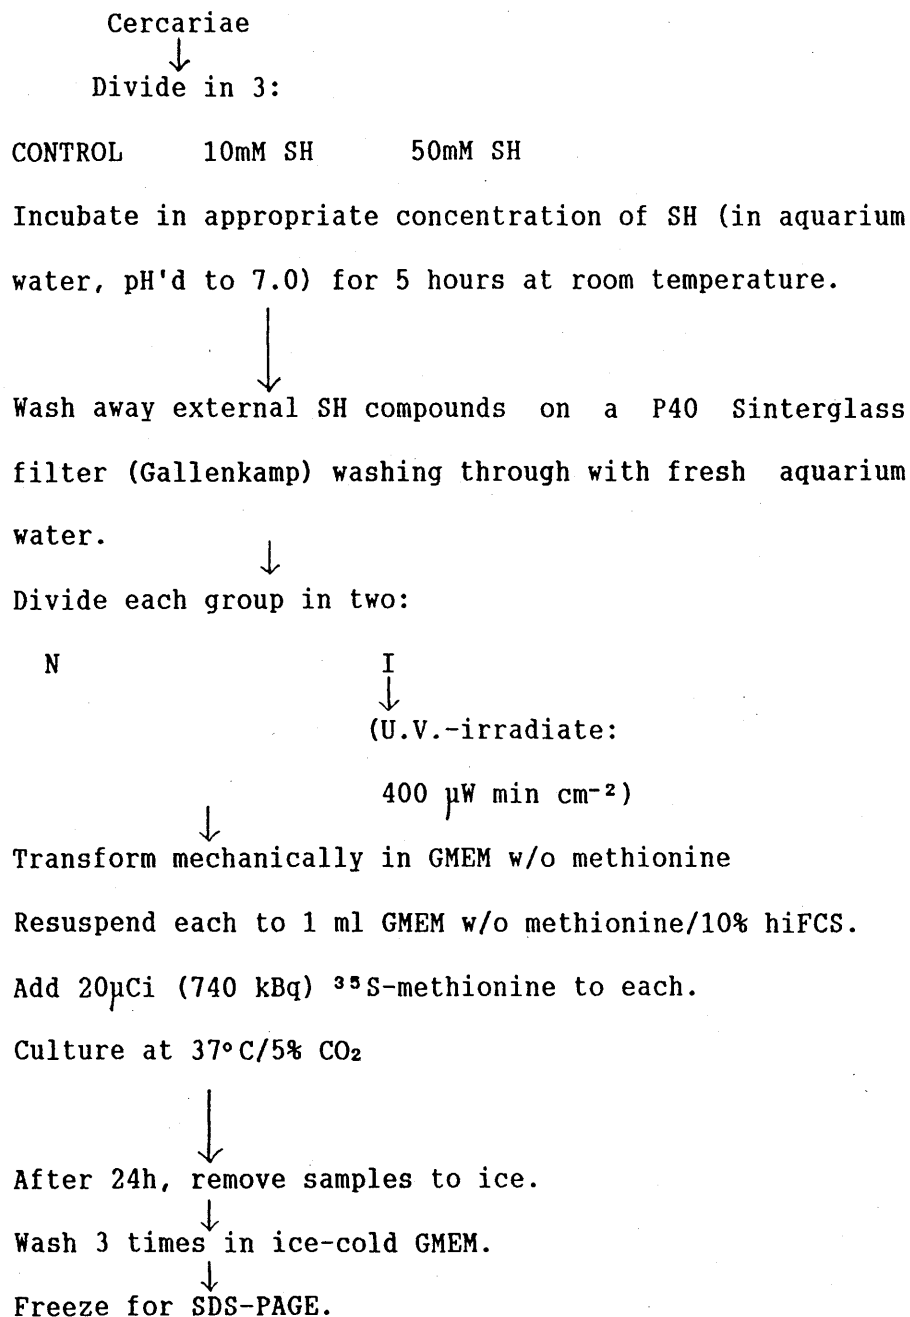 Cercariae
Divide in 3:
CONTROL 10mM SH 50mM SH
Incubate in appropriate concentration of SH (in aquarium
water, pH'd to 7.0) for 5 hours at room temperature.
Wash away external SH compounds on a P40 Sinterglass
filter (Gallenkamp) washing through with fresh aquarium
water.
Divide each group in two:
N I
(U.V.-irradiate:
400 µW min cm⁻²)
Transform mechanically in GMEM w/o methionine
Resuspend each to 1 ml GMEM w/o methionine/10% hiFCS.
Add 20µCi (740 kBq) ³⁵S-methionine to each.
Culture at 37°C/5% CO₂
After 24h, remove samples to ice.
Wash 3 times in ice-cold GMEM.
Freeze for SDS-PAGE.